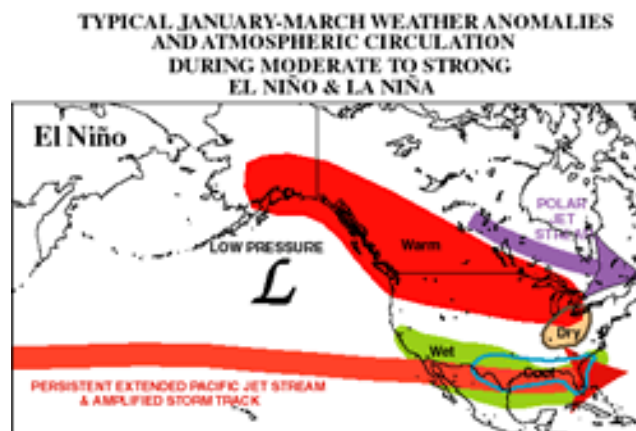 TYPICAL JANUARY-MARCH WEATHER ANOMALIES
AND ATMOSPHERIC CIRCULATION
DURING MODERATE TO STRONG
EL NIÑO & LA NIÑA
El Niño
POLAR
JET
STREAM
LOW PRESSURE
Warm
L
Dry
Wet
Cool
PERSISTENT EXTENDED PACIFIC JET STREAM
& AMPLIFIED STORM TRACK